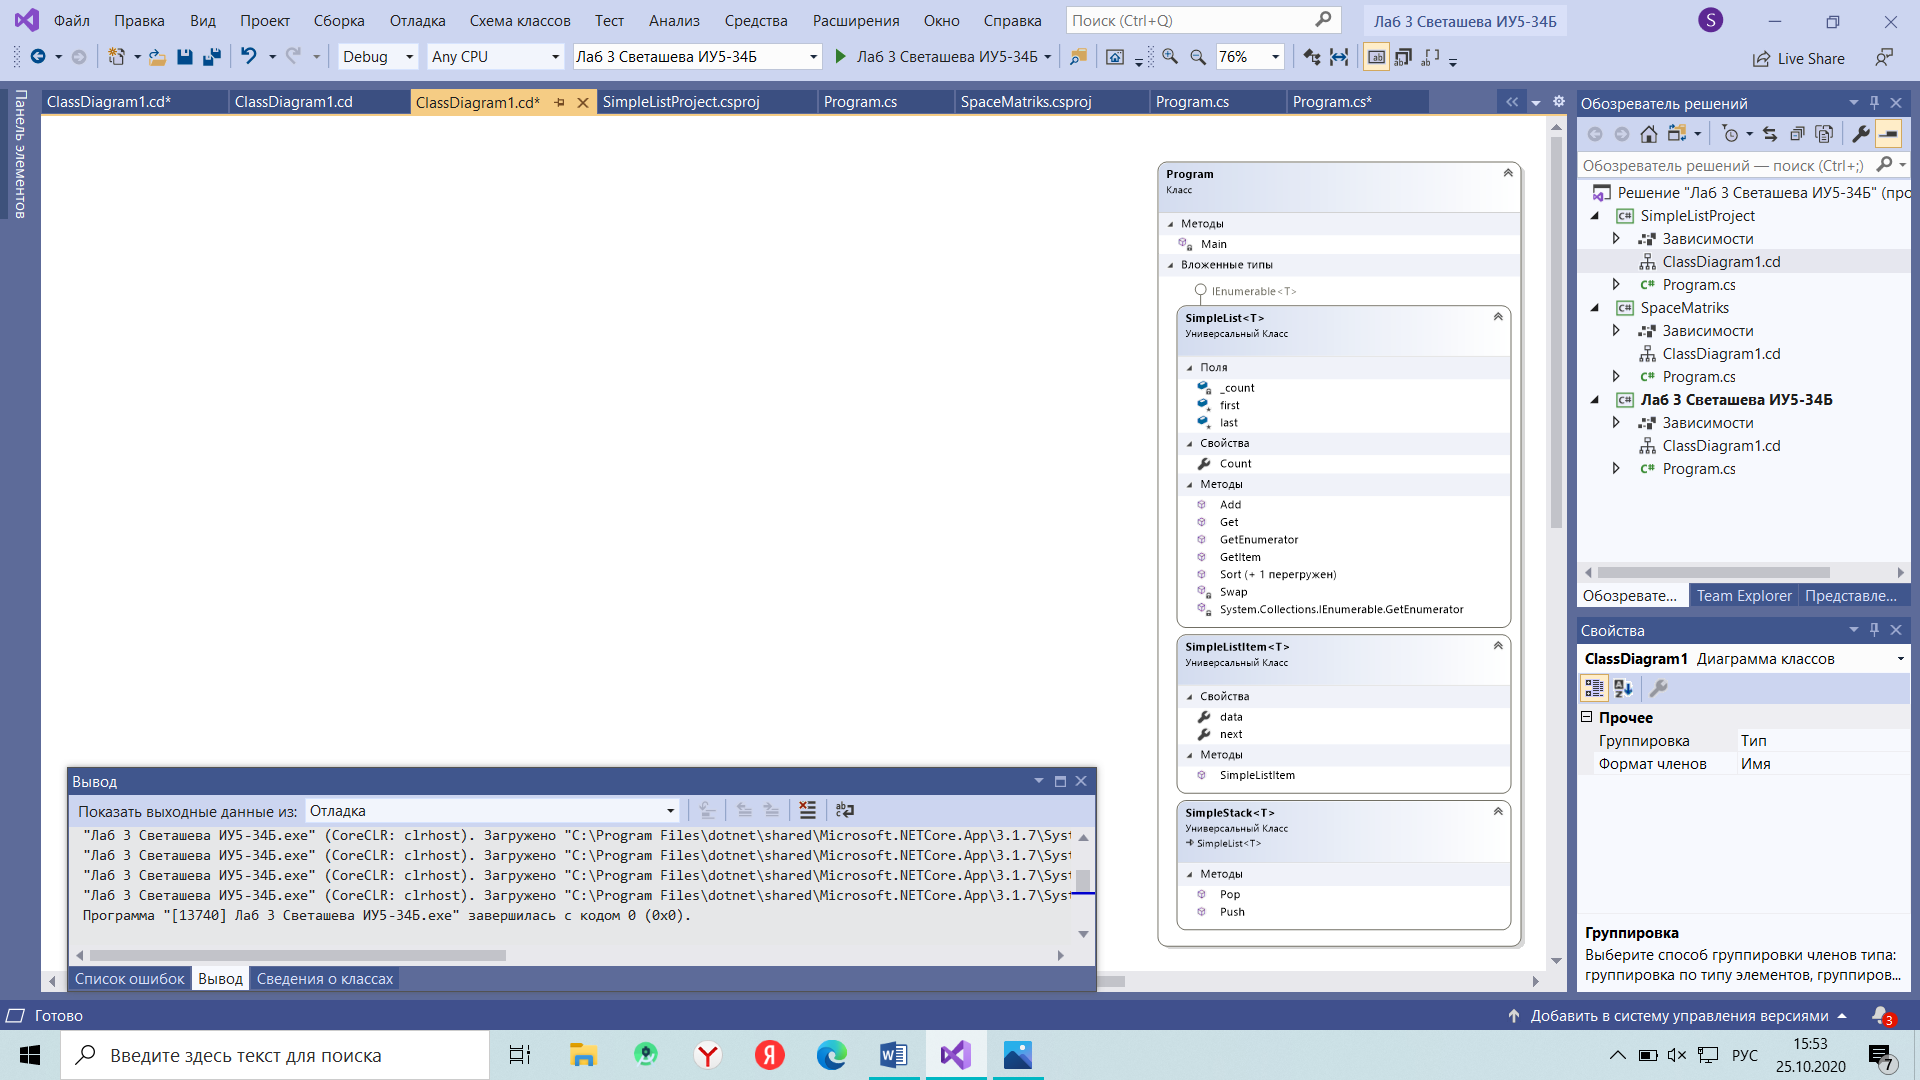 Файл Правка Вид Проект Сборка Отладка Схема классов Тест Анализ Средства Расширения Окно Справка Поиск (Ctrl+Q) Лаб 3 Светашева ИУ5-34Б S
Debug Any CPU Лаб 3 Светашева ИУ5-34Б Лаб 3 Светашева ИУ5-34Б 76% Live Share
Панель элементов
ClassDiagram1.cd* ClassDiagram1.cd ClassDiagram1.cd* SimpleListProject.csproj Program.cs SpaceMatriks.csproj Program.cs Program.cs*
Program
Класс
Методы
Main
Вложенные типы
IEnumerable<T>
SimpleList<T>
Универсальный Класс
Поля
_count
first
last
Свойства
Count
Методы
Add
Get
GetEnumerator
GetItem
Sort (+ 1 перегружен)
Swap
System.Collections.IEnumerable.GetEnumerator
SimpleListItem<T>
Универсальный Класс
Свойства
data
next
Методы
SimpleListItem
SimpleStack<T>
Универсальный Класс
SimpleList<T>
Методы
Pop
Push
Вывод
Показать выходные данные из: Отладка
"Лаб 3 Светашева ИУ5-34Б.exe" (CoreCLR: clrhost). Загружено "C:\Program Files\dotnet\shared\Microsoft.NETCore.App\3.1.7\Syst
"Лаб 3 Светашева ИУ5-34Б.exe" (CoreCLR: clrhost). Загружено "C:\Program Files\dotnet\shared\Microsoft.NETCore.App\3.1.7\Syst
"Лаб 3 Светашева ИУ5-34Б.exe" (CoreCLR: clrhost). Загружено "C:\Program Files\dotnet\shared\Microsoft.NETCore.App\3.1.7\Syst
"Лаб 3 Светашева ИУ5-34Б.exe" (CoreCLR: clrhost). Загружено "C:\Program Files\dotnet\shared\Microsoft.NETCore.App\3.1.7\Syst
Программа "[13740] Лаб 3 Светашева ИУ5-34Б.exe" завершилась с кодом 0 (0x0).
Список ошибок Вывод Сведения о классах
Обозреватель решений
Обозреватель решений — поиск (Ctrl+;)
Решение "Лаб 3 Светашева ИУ5-34Б" (про
SimpleListProject
Зависимости
ClassDiagram1.cd
C# Program.cs
SpaceMatriks
Зависимости
ClassDiagram1.cd
C# Program.cs
Лаб 3 Светашева ИУ5-34Б
Зависимости
ClassDiagram1.cd
C# Program.cs
Обозревате... Team Explorer Представле...
Свойства
ClassDiagram1 Диаграмма классов
Прочее
Группировка Тип
Формат членов Имя
Группировка
Выберите способ группировки членов типа:
группировка по типу элементов, группиров...
Готово Добавить в систему управления версиями 3
Введите здесь текст для поиска
РУС
15:53
25.10.2020
7